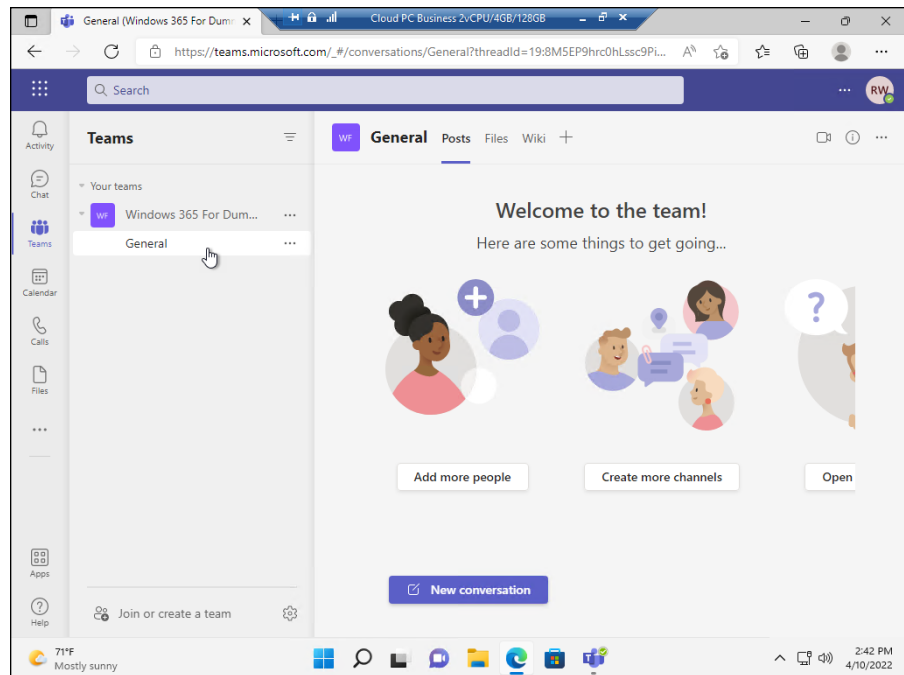 General (Windows 365 For Dumm
Cloud PC Business 2vCPU/4GB/128GB
https://teams.microsoft.com/_#/conversations/General?threadId=19:8M5EP9hrc0hLssc9Pi...
Search
RW
Activity
Chat
Teams
Calendar
Calls
Files
Apps
Help
Teams
Your teams
WF Windows 365 For Dum...
General
Join or create a team
WF General Posts Files Wiki
Welcome to the team!
Here are some things to get going...
Add more people
Create more channels
Open
New conversation
71°F
Mostly sunny
2:42 PM
4/10/2022